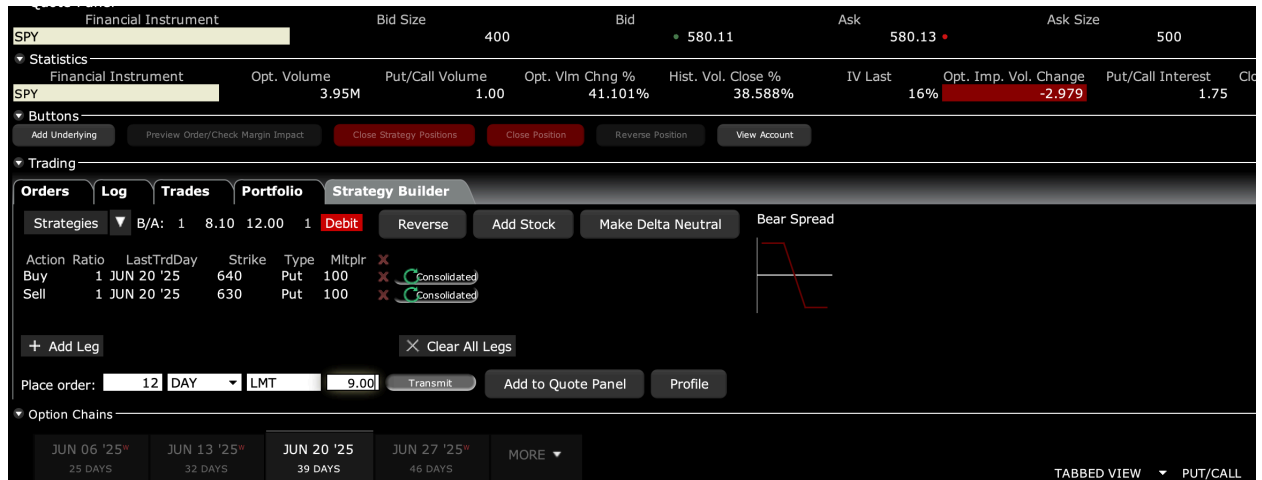 Quote Panel
Financial Instrument Bid Size Bid Ask Ask Size
SPY 400 580.11 580.13 500
Statistics
Financial Instrument Opt. Volume Put/Call Volume Opt. Vlm Chng % Hist. Vol. Close % IV Last Opt. Imp. Vol. Change Put/Call Interest Clo
SPY 3.95M 1.00 41.101% 38.588% 16% -2.979 1.75
Buttons
Add Underlying Preview Order/Check Margin Impact Close Strategy Positions Close Position Reverse Position View Account
Trading
Orders Log Trades Portfolio Strategy Builder
Strategies ▼ B/A: 1 8.10 12.00 1 Debit Reverse Add Stock Make Delta Neutral Bear Spread
Action Ratio LastTrdDay Strike Type Mltplr X
Buy 1 JUN 20 '25 640 Put 100 X Consolidated
Sell 1 JUN 20 '25 630 Put 100 X Consolidated
+ Add Leg X Clear All Legs
Place order: 12 DAY LMT 9.00 Transmit Add to Quote Panel Profile
Option Chains
JUN 06 '25W JUN 13 '25W JUN 20 '25 JUN 27 '25W MORE ▼
25 DAYS 32 DAYS 39 DAYS 46 DAYS
TABBED VIEW ▼ PUT/CALL